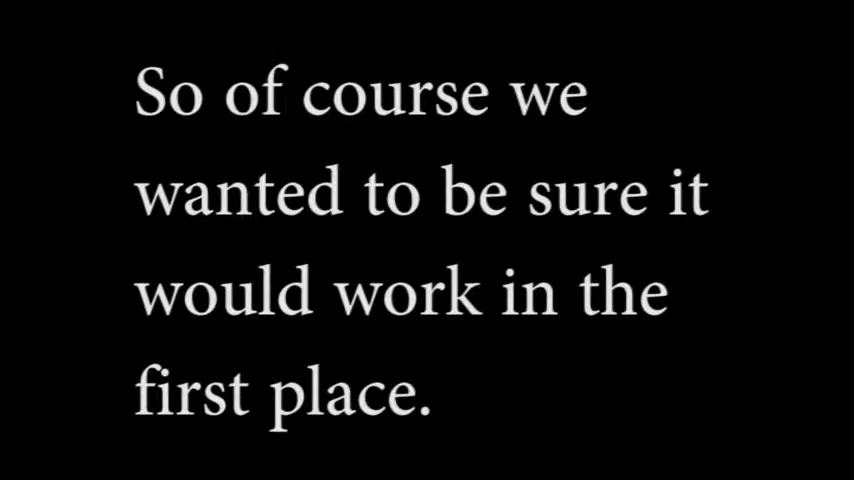 So of course we
wanted to be sure it
would work in the
first place.